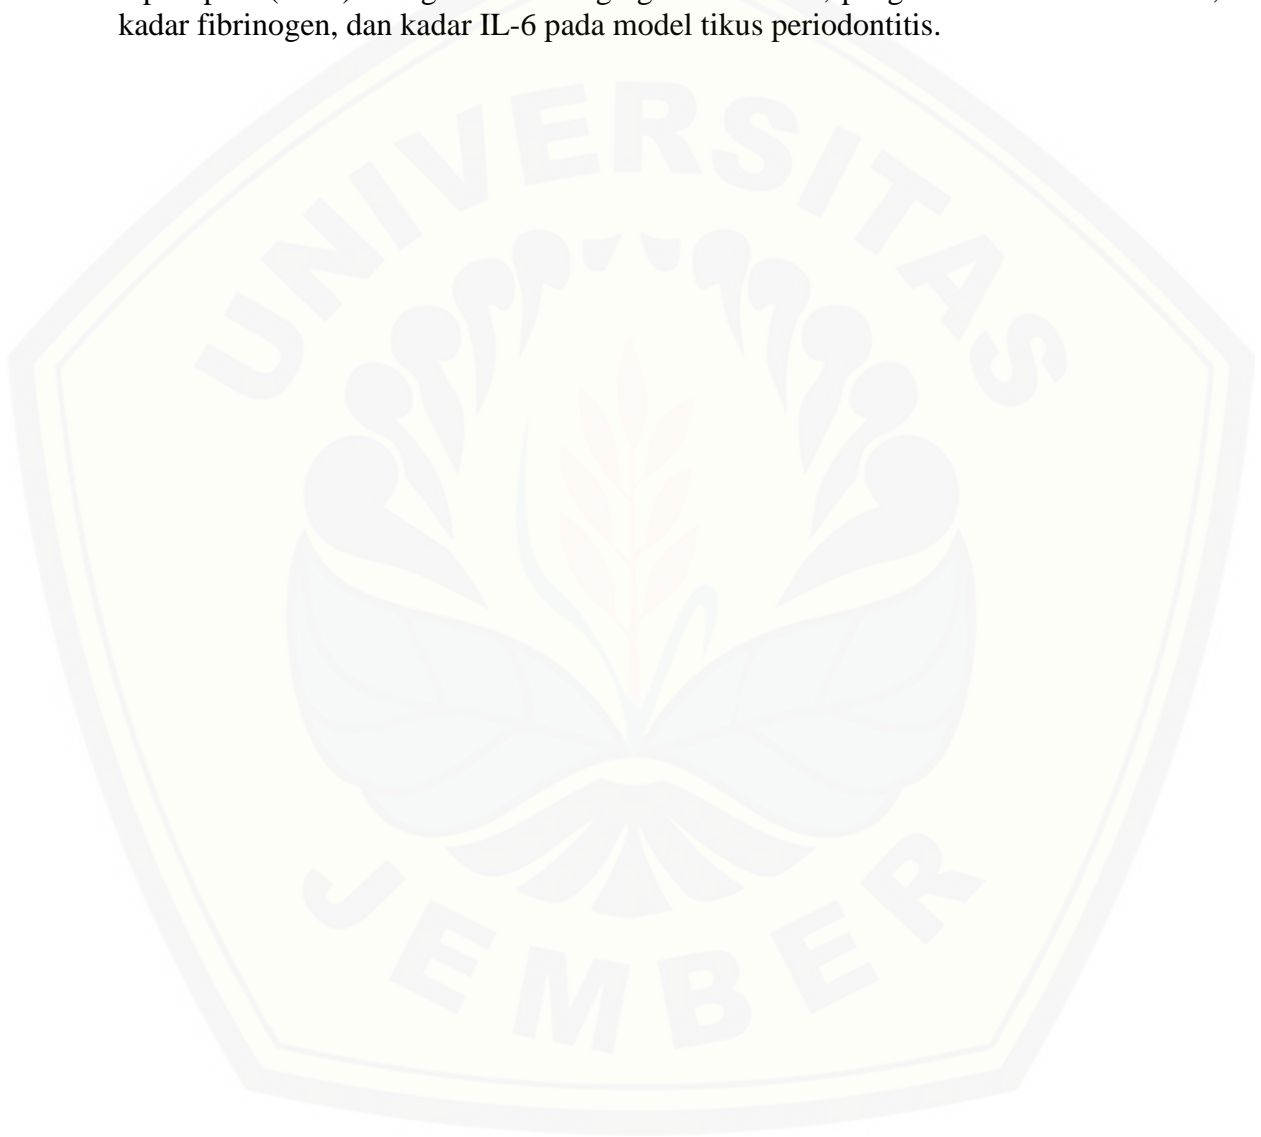 kadar fibrinogen, dan kadar IL-6 pada model tikus periodontitis.
UNIVERSITAS
JEMBER